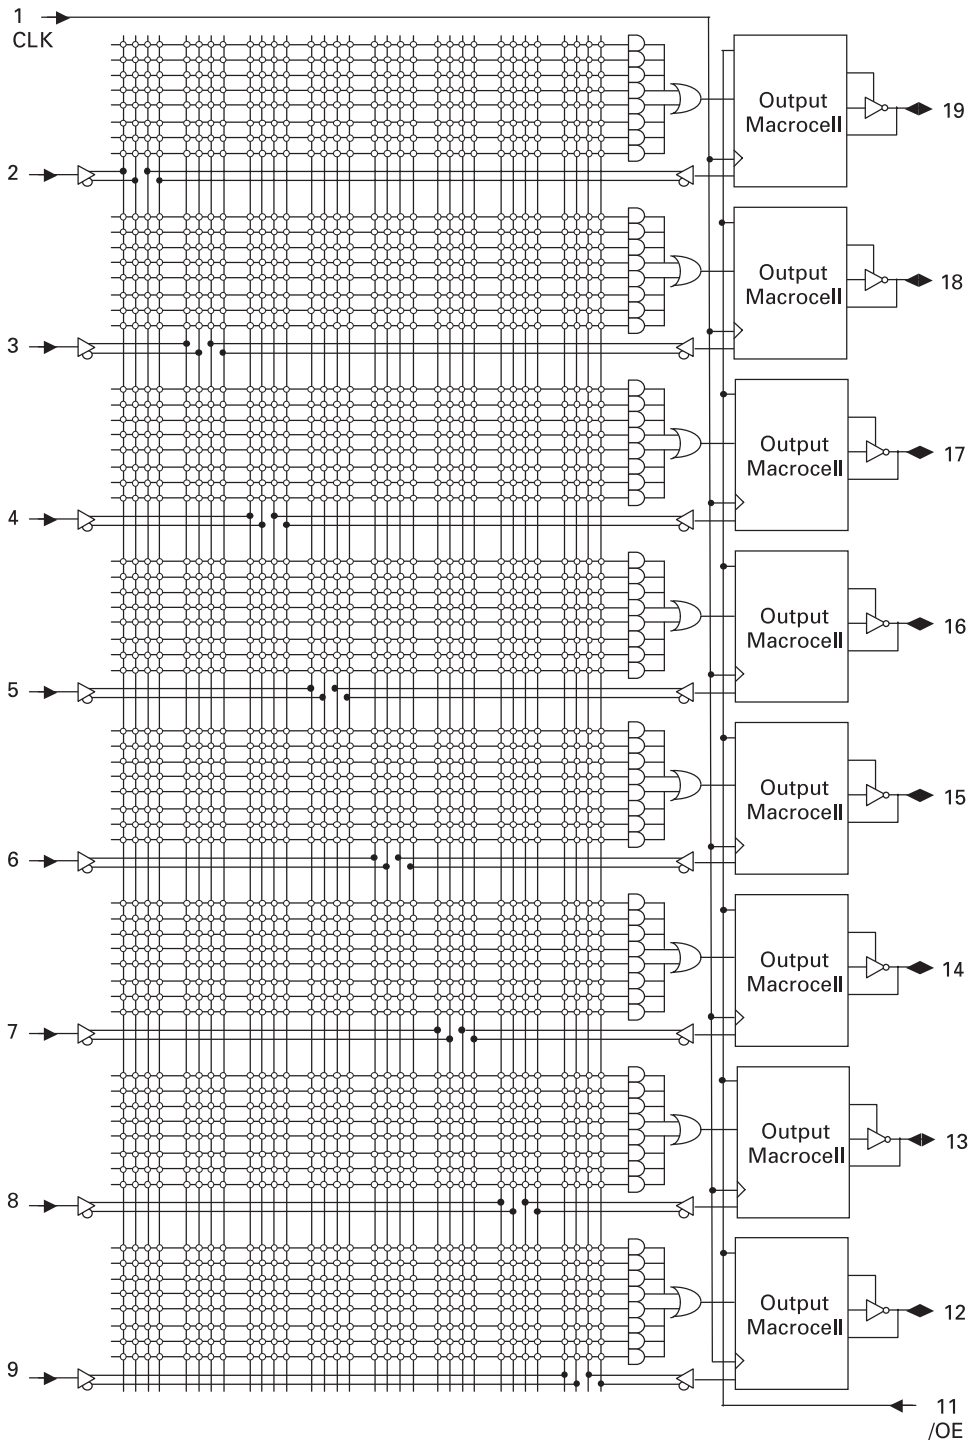 1
CLK
Output
Macrocell
19
2
Output
Macrocell
18
3
Output
Macrocell
17
4
Output
Macrocell
16
5
Output
Macrocell
15
6
Output
Macrocell
14
7
Output
Macrocell
13
8
Output
Macrocell
12
9
11
/OE